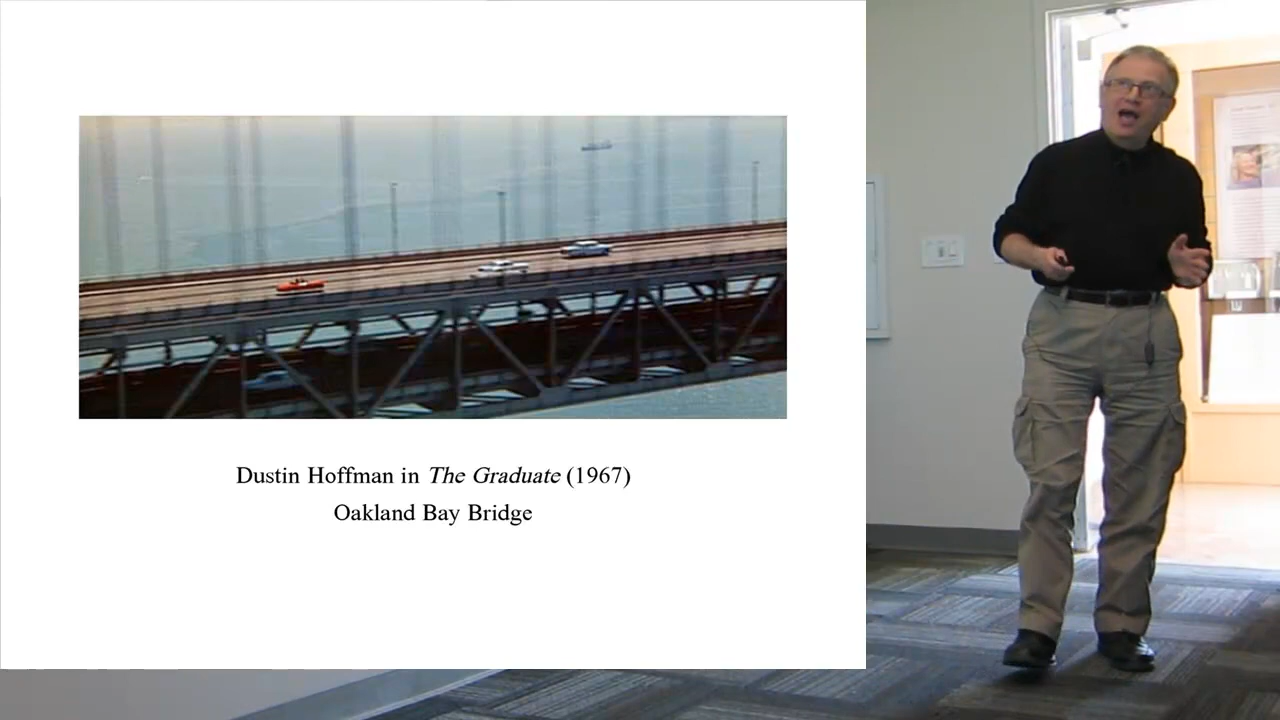 Dustin Hoffman in The Graduate (1967)
Oakland Bay Bridge